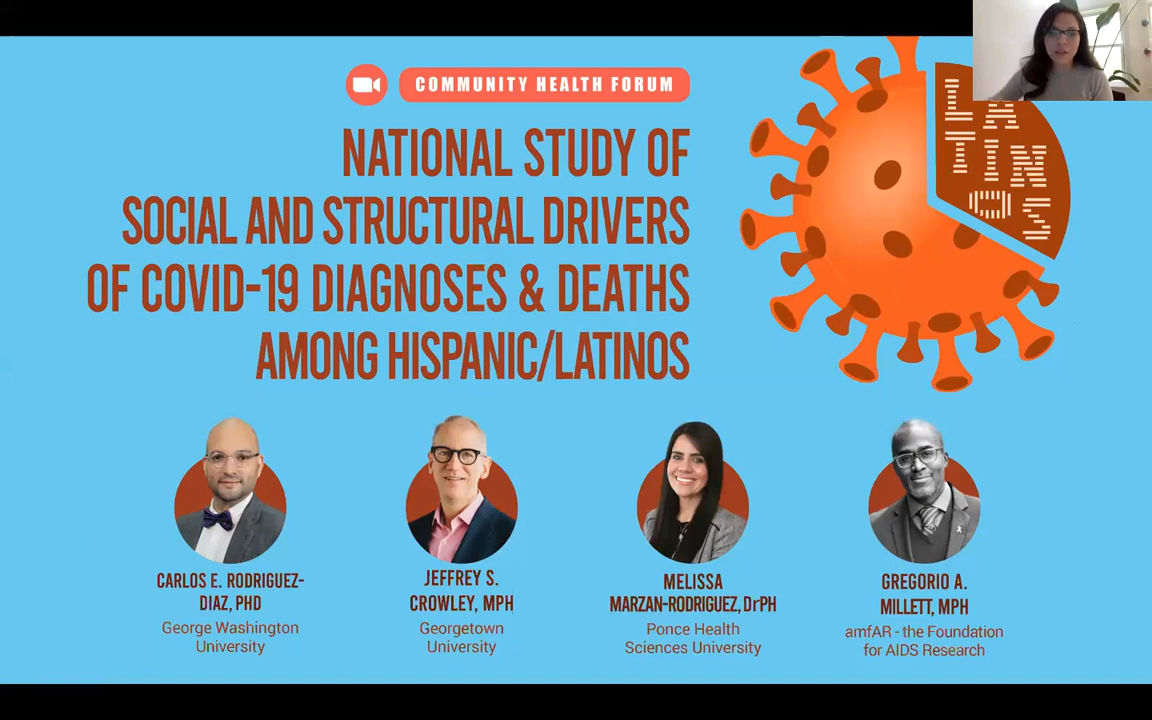 COMMUNITY HEALTH FORUM
NATIONAL STUDY OF
SOCIAL AND STRUCTURAL DRIVERS
OF COVID-19 DIAGNOSES & DEATHS
AMONG HISPANIC/LATINOS
LA
TIN
OS
CARLOS E. RODRIGUEZ-
DIAZ, PHD
George Washington
University
JEFFREY S.
CROWLEY, MPH
Georgetown
University
MELISSA
MARZAN-RODRIGUEZ, DrPH
Ponce Health
Sciences University
GREGORIO A.
MILLETT, MPH
amfAR - the Foundation
for AIDS Research